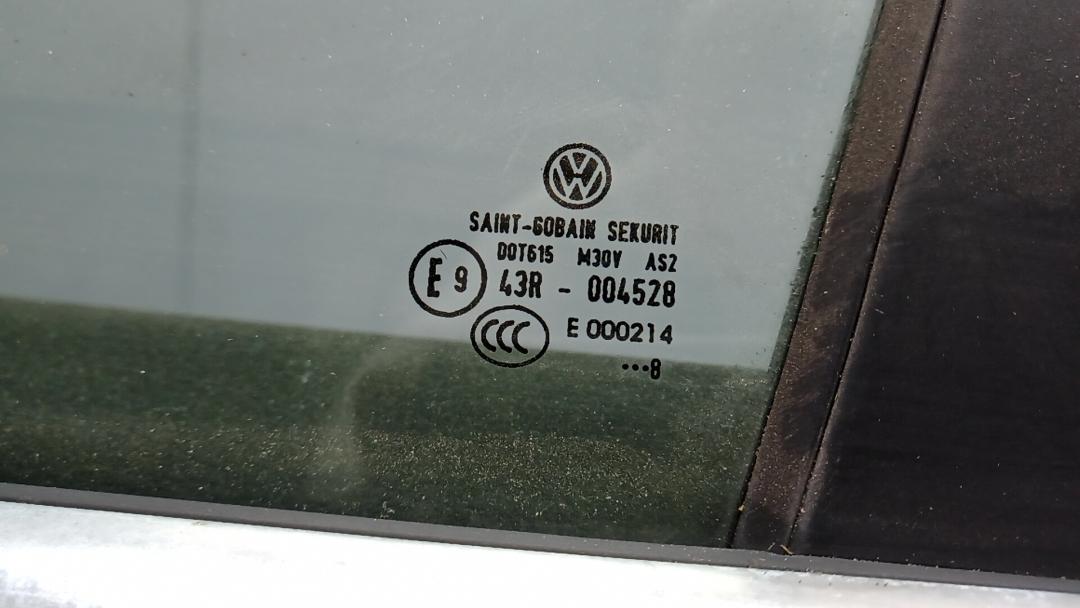 SAINT-GOBAIN SEKURIT
DOT615 M30V AS2
E 9 43R - 004528
CCC E 000214
•••8